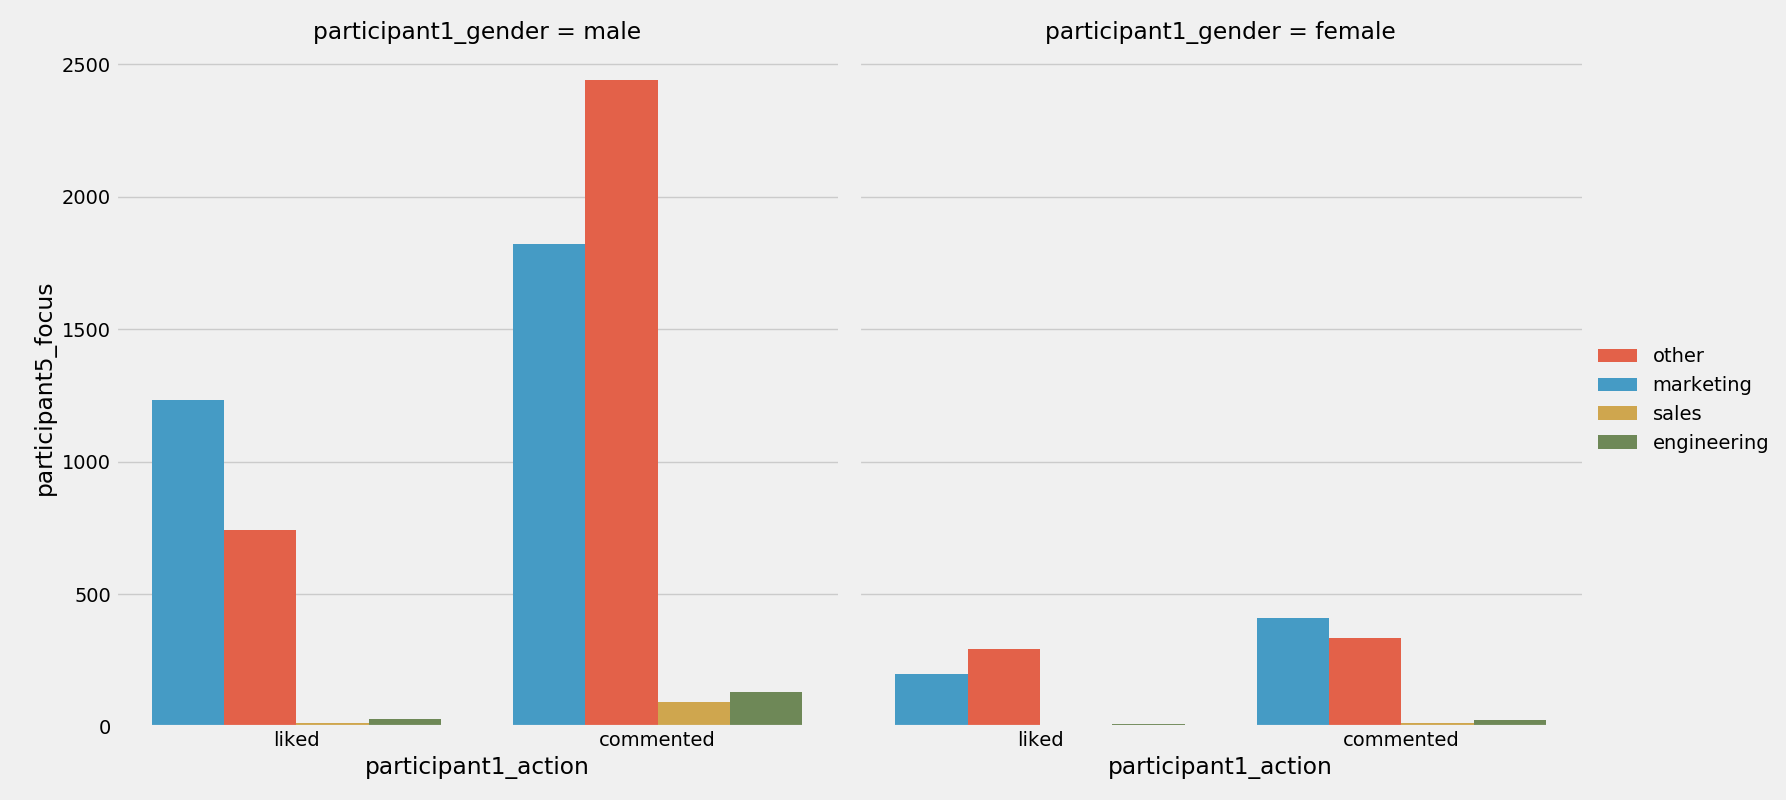 participant1_gender = male
participant1_gender = female
participant5_focus
2500
2000
1500
1000
500
0
liked
commented
liked
commented
participant1_action
participant1_action
other
marketing
sales
engineering